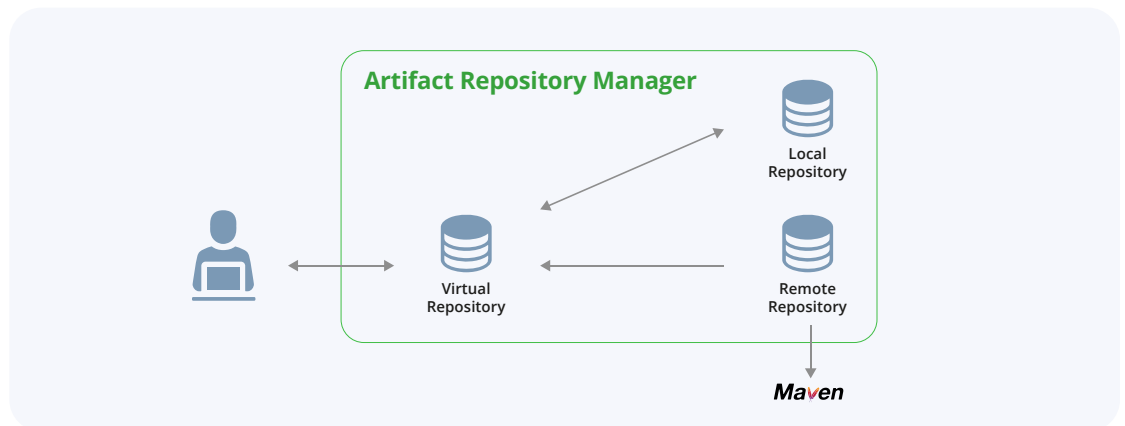 Artifact Repository Manager
Local
Repository
Virtual
Repository
Remote
Repository
Maven